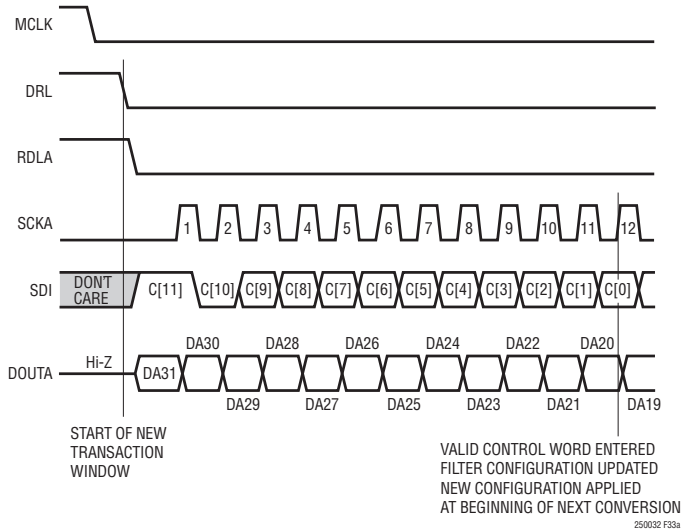 MCLK
DRL
RDLA
SCKA
1 2 3 4 5 6 7 8 9 10 11 12
SDI
DON'T
CARE
C[11] C[10] C[9] C[8] C[7] C[6] C[5] C[4] C[3] C[2] C[1] C[0]
DA30 DA28 DA26 DA24 DA22 DA20
DOUTA
Hi-Z
DA31
DA29 DA27 DA25 DA23 DA21 DA19
START OF NEW
TRANSACTION
WINDOW
VALID CONTROL WORD ENTERED
FILTER CONFIGURATION UPDATED
NEW CONFIGURATION APPLIED
AT BEGINNING OF NEXT CONVERSION
250032 F33a